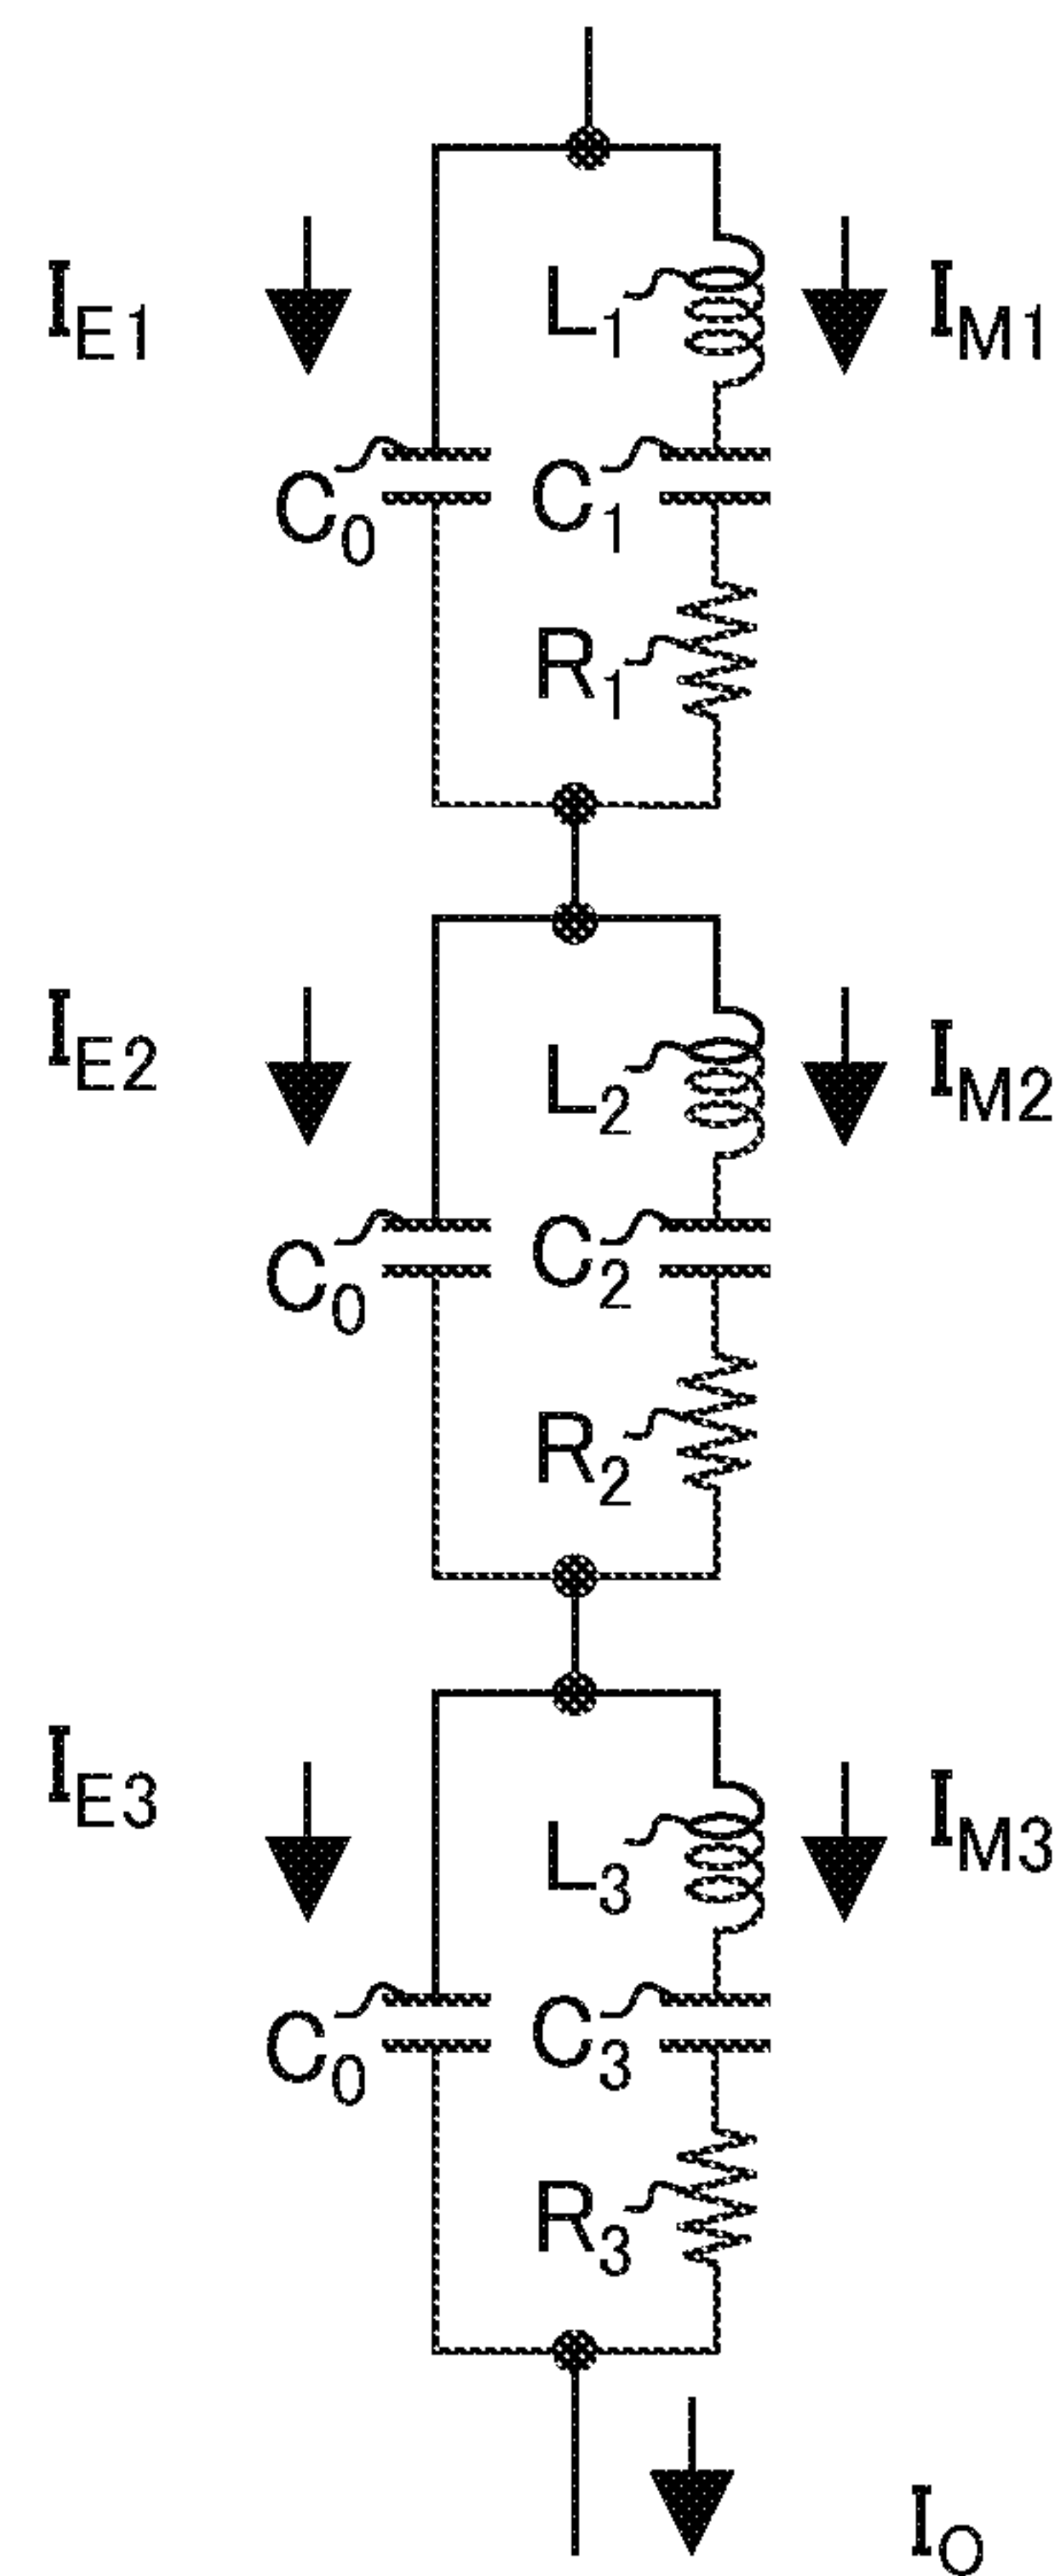 I_E1
L_1
I_M1
C_0
C_1
R_1
I_E2
L_2
I_M2
C_0
C_2
R_2
I_E3
L_3
I_M3
C_0
C_3
R_3
I_O